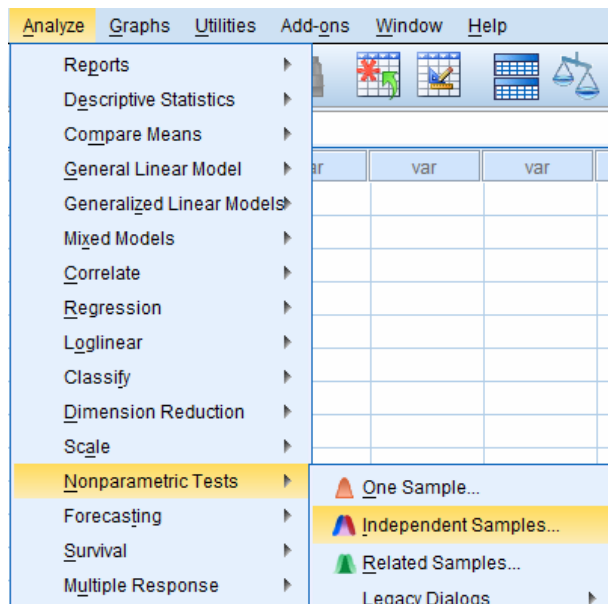 Analyze Graphs Utilities Add-ons Window Help
Reports
Descriptive Statistics
Compare Means
General Linear Model
var var
Generalized Linear Models
Mixed Models
Correlate
Regression
Loglinear
Classify
Dimension Reduction
Scale
Nonparametric Tests
One Sample...
Forecasting
Independent Samples...
Survival
Related Samples...
Multiple Response
Legacy Dialogs